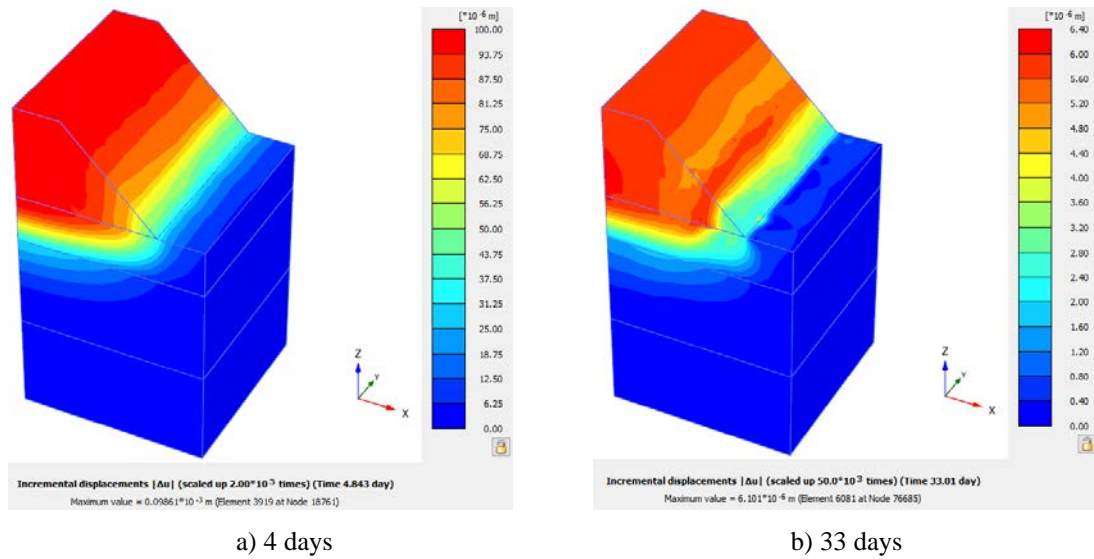 [*10⁻⁶ m]
100.00
93.75
87.50
81.25
75.00
68.75
62.50
56.25
50.00
43.75
37.50
31.25
25.00
18.75
12.50
6.25
0.00
Z
Y
X
Incremental displacements |Δu| (scaled up 2.00*10⁻³ times) (Time 4.843 day)
Maximum value = 0.09861*10⁻³ m (Element 3919 at Node 18761)
a) 4 days
[*10⁻⁶ m]
6.40
6.00
5.60
5.20
4.80
4.40
4.00
3.60
3.20
2.80
2.40
2.00
1.60
1.20
0.80
0.40
0.00
Z
Y
X
Incremental displacements |Δu| (scaled up 50.0*10³ times) (Time 33.01 day)
Maximum value = 6.101*10⁻⁶ m (Element 6081 at Node 76685)
b) 33 days